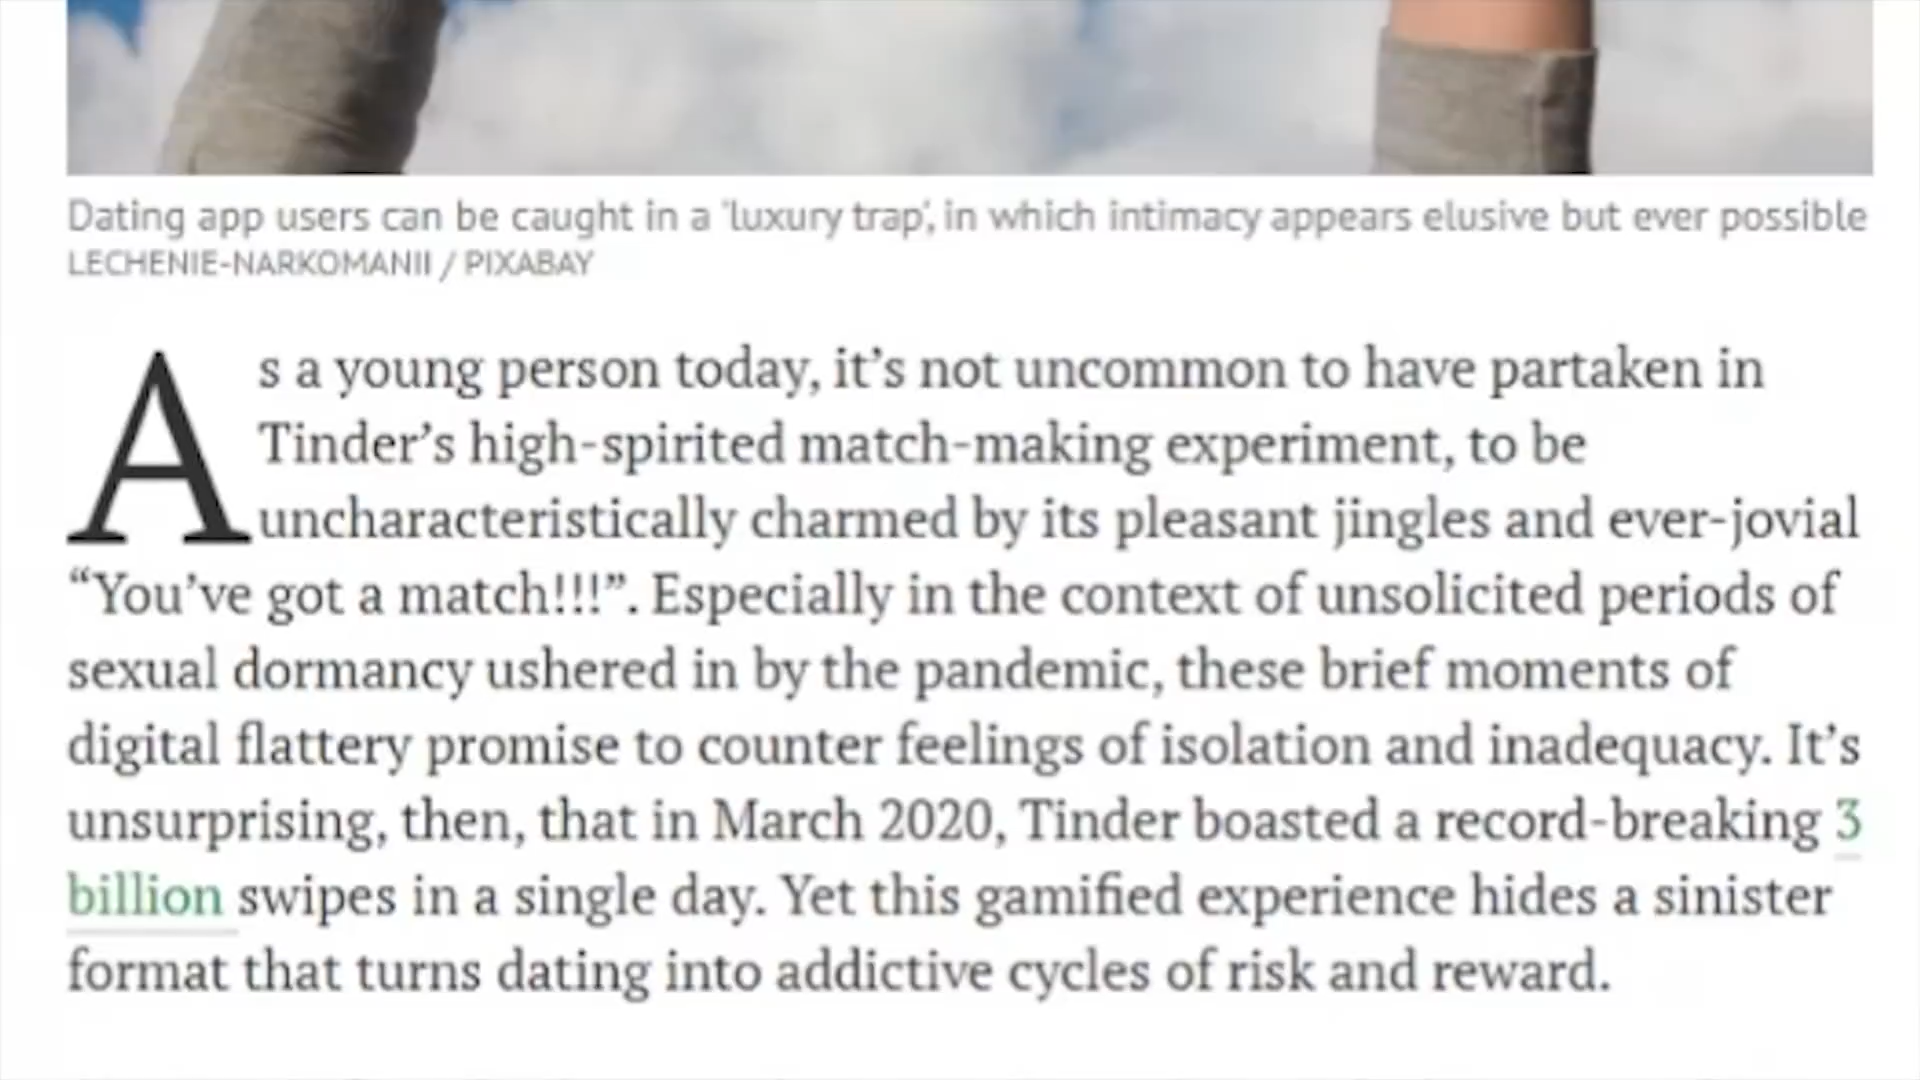 Dating app users can be caught in a 'luxury trap', in which intimacy appears elusive but ever possible
LECHENIE-NARKOMANII / PIXABAY
As a young person today, it’s not uncommon to have partaken in
Tinder’s high-spirited match-making experiment, to be
uncharacteristically charmed by its pleasant jingles and ever-jovial
“You’ve got a match!!!”. Especially in the context of unsolicited periods of
sexual dormancy ushered in by the pandemic, these brief moments of
digital flattery promise to counter feelings of isolation and inadequacy. It’s
unsurprising, then, that in March 2020, Tinder boasted a record-breaking 3
billion swipes in a single day. Yet this gamified experience hides a sinister
format that turns dating into addictive cycles of risk and reward.